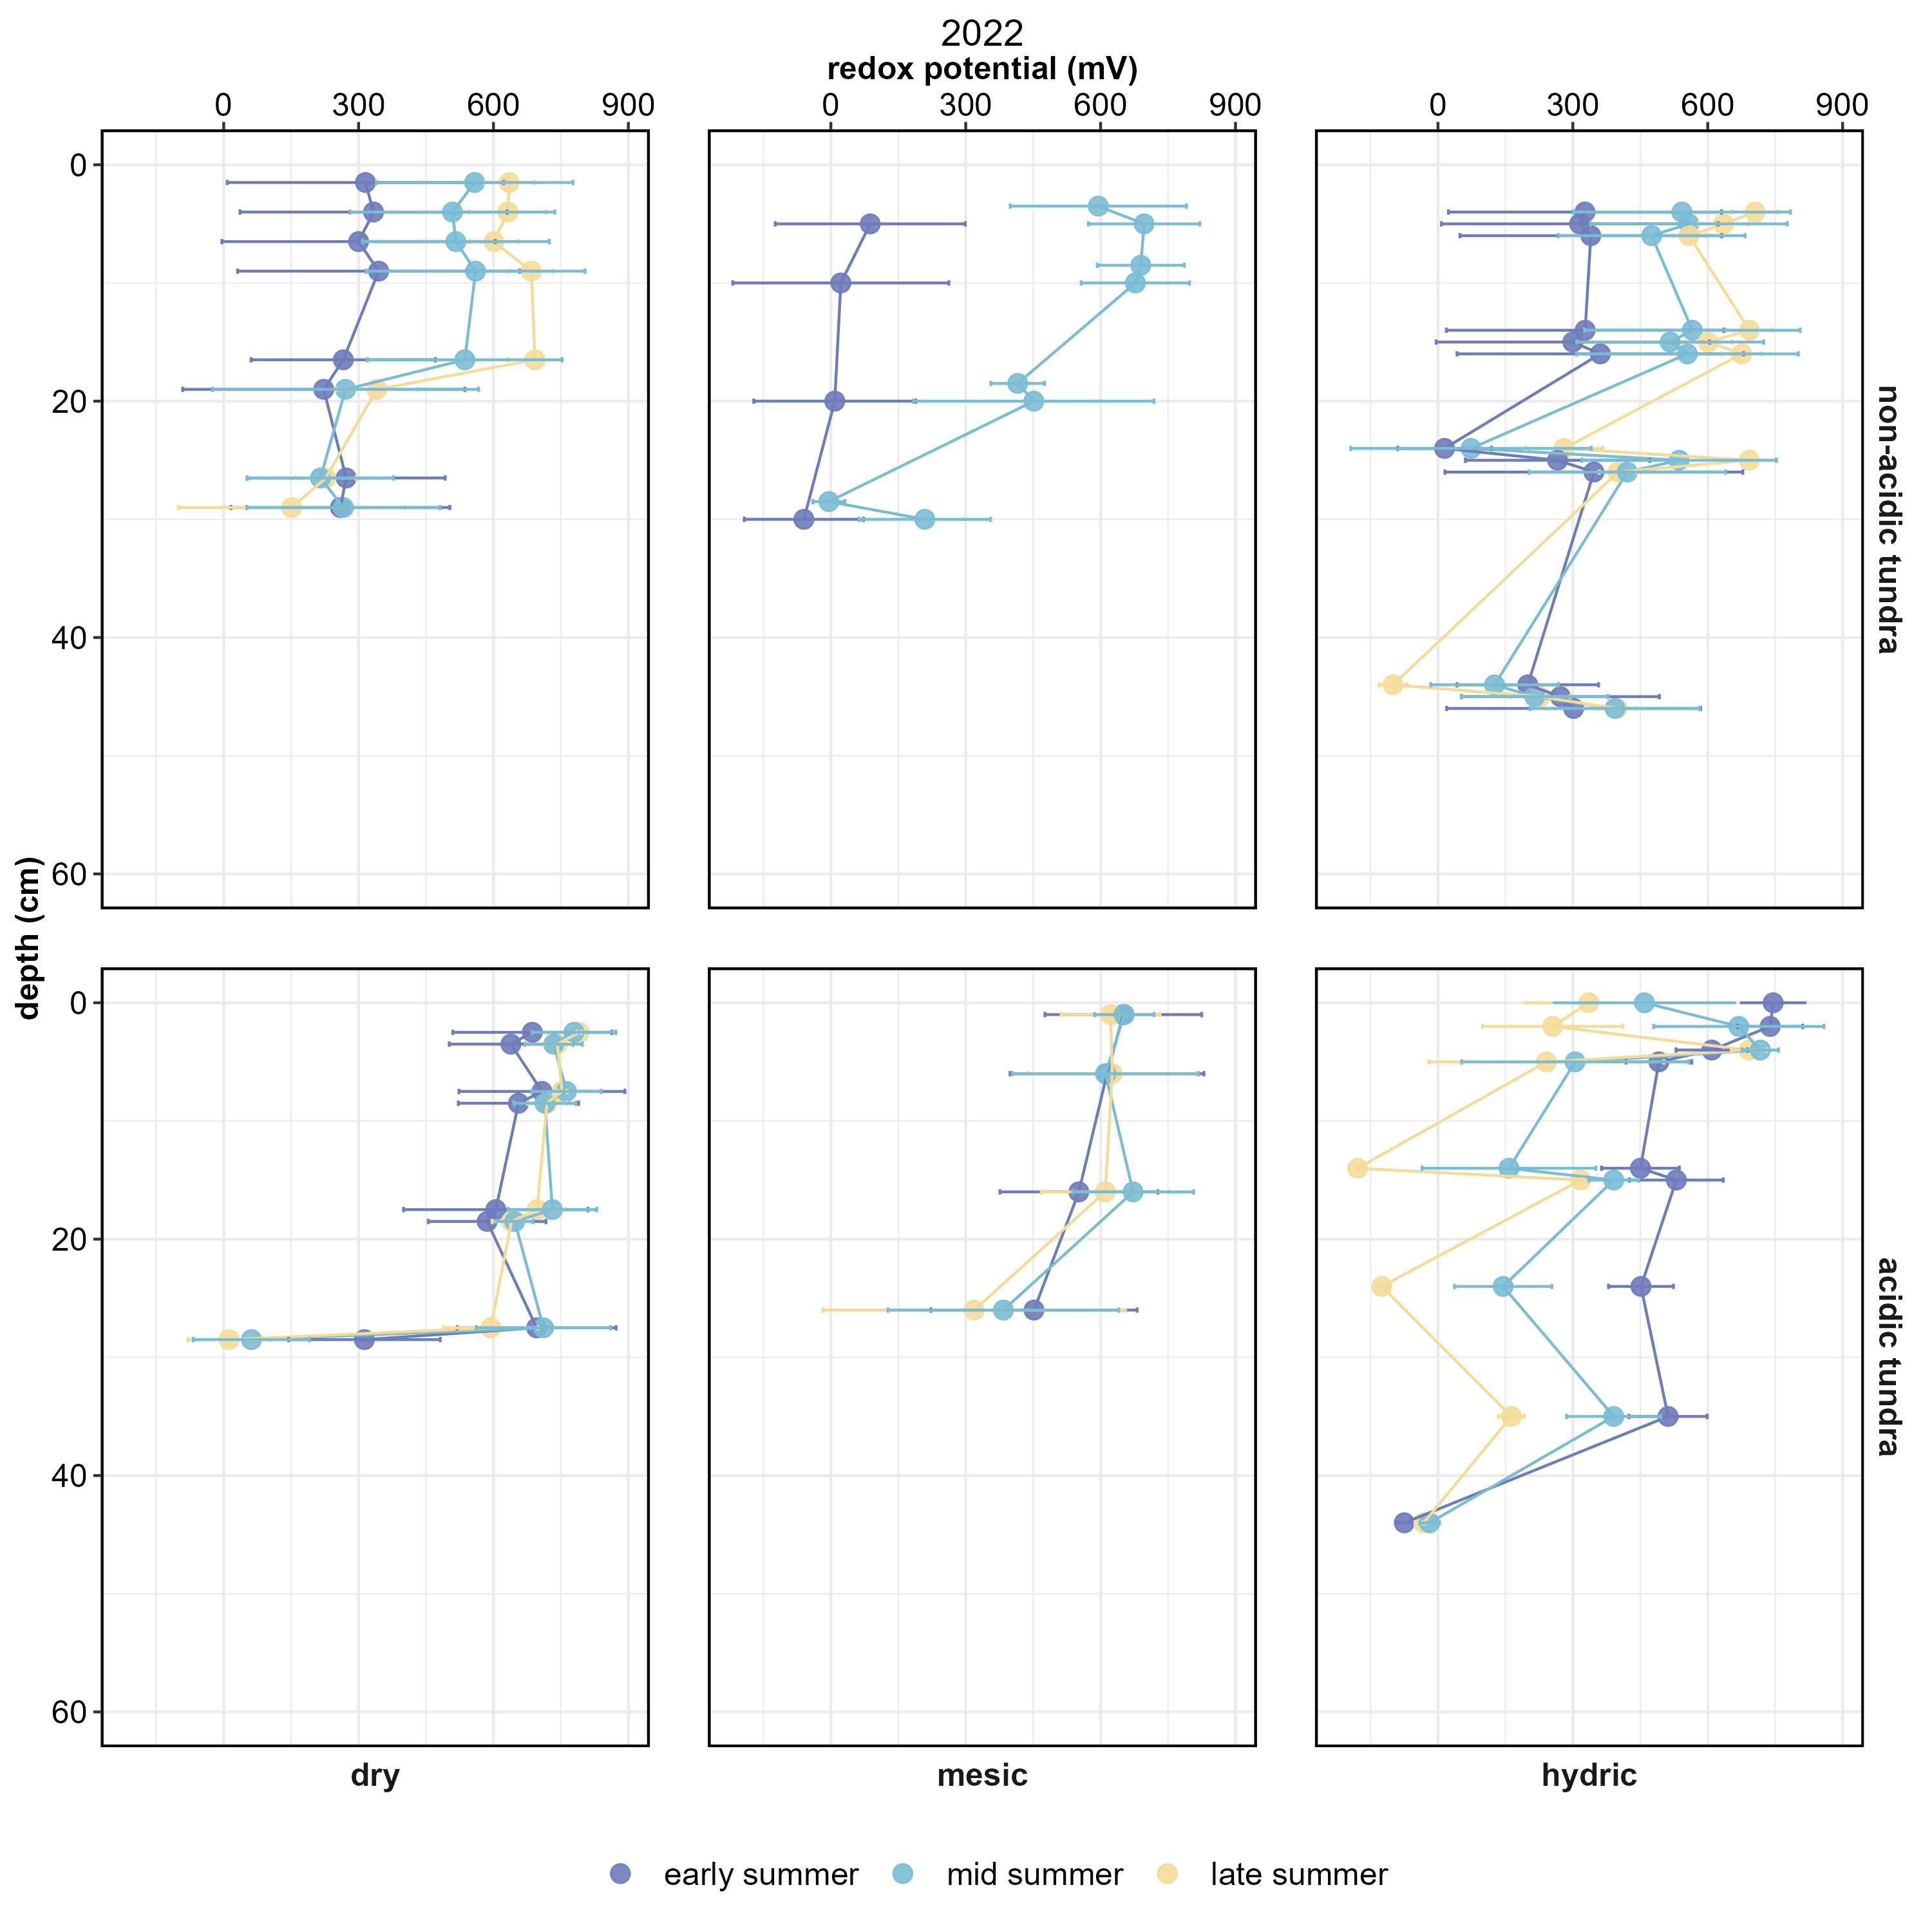 2022
redox potential (mV)
0 300 600 900 0 300 600 900 0 300 600 900
0
20
40
60
non-acidic tundra
depth (cm)
0
20
40
60
acidic tundra
dry mesic hydric
early summer mid summer late summer